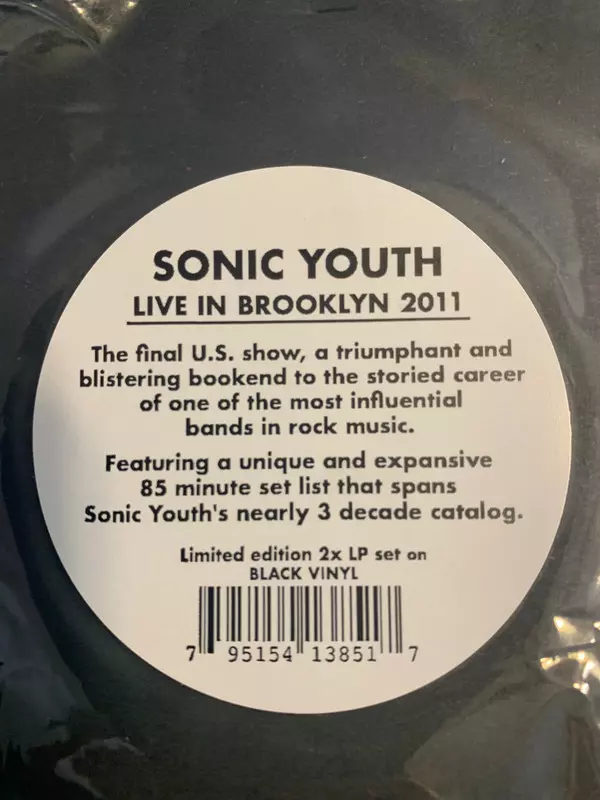 SONIC YOUTH
LIVE IN BROOKLYN 2011
The final U.S. show, a triumphant and
blistering bookend to the storied career
of one of the most influential
bands in rock music.
Featuring a unique and expansive
85 minute set list that spans
Sonic Youth's nearly 3 decade catalog.
Limited edition 2x LP set on
BLACK VINYL
7 95154 13851 7